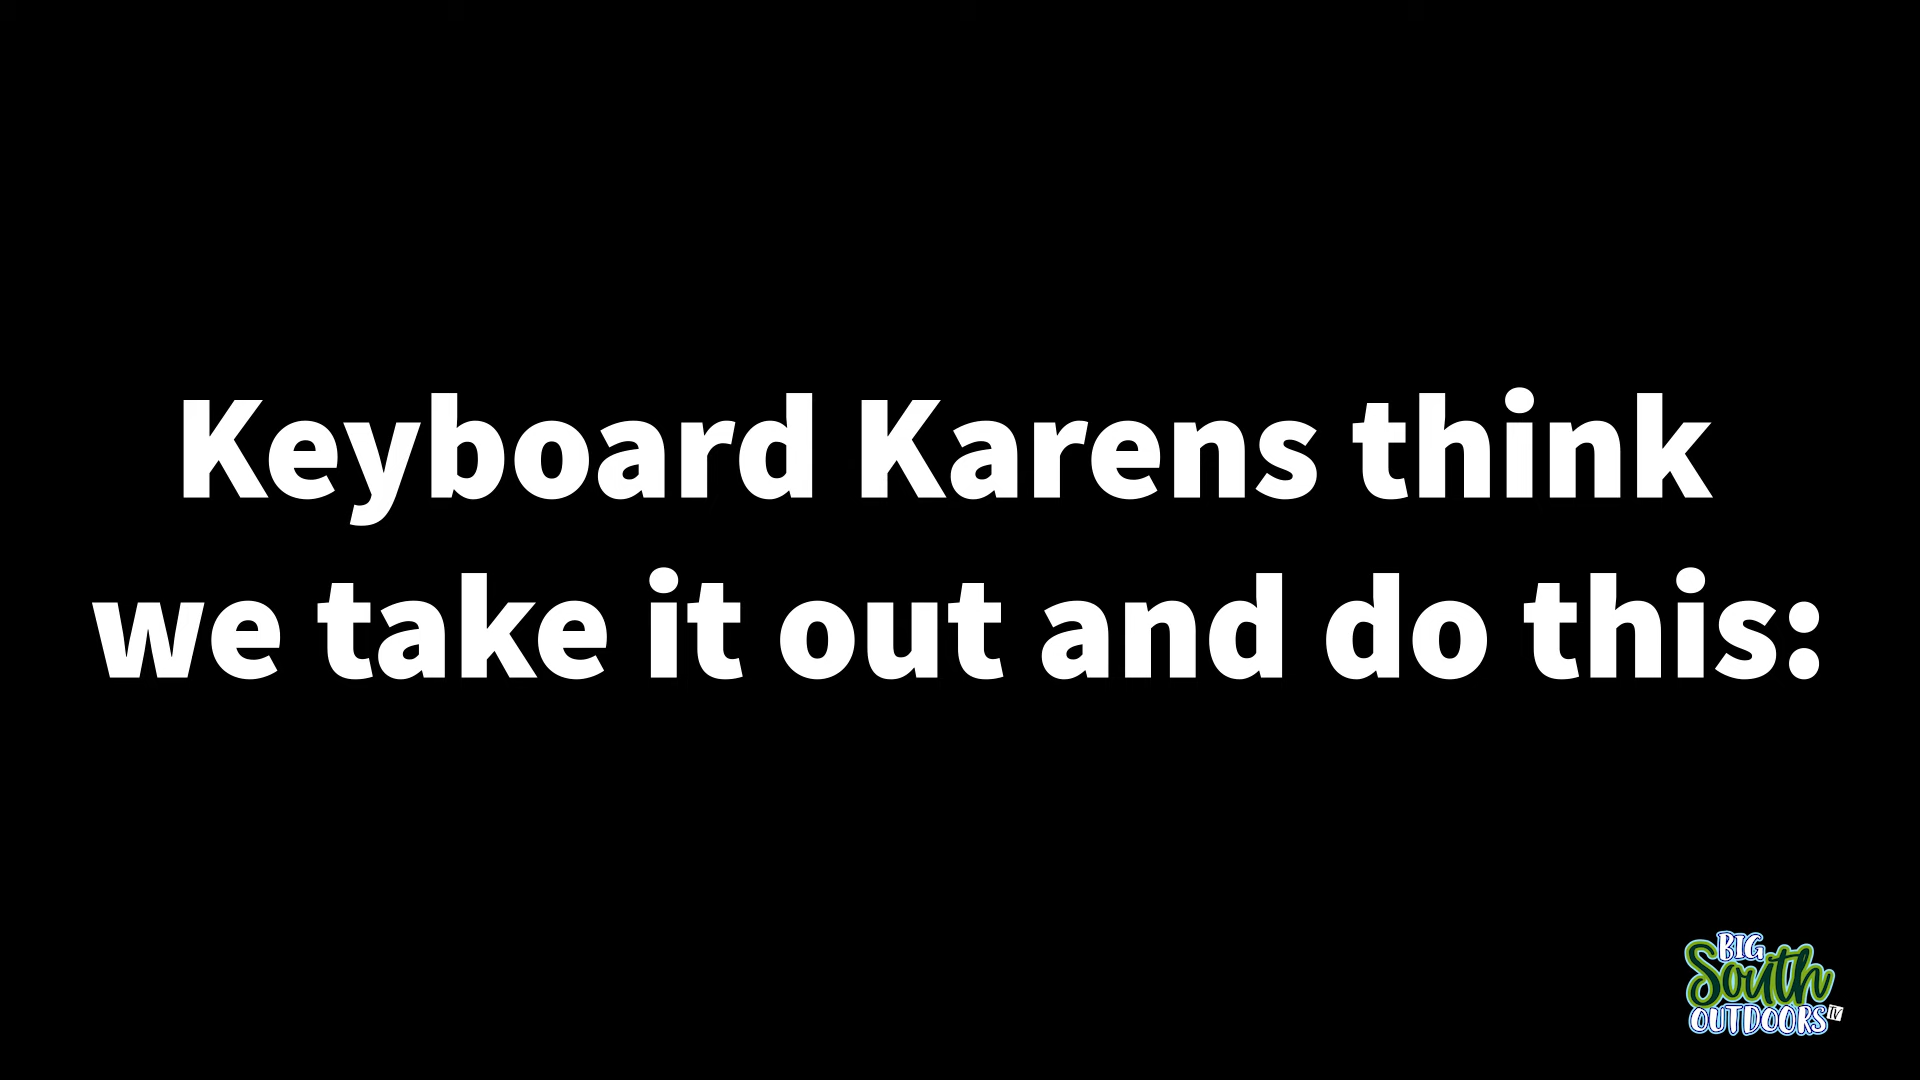 Keyboard Karens think
we take it out and do this:
BIG
South
OUTDOORS TV